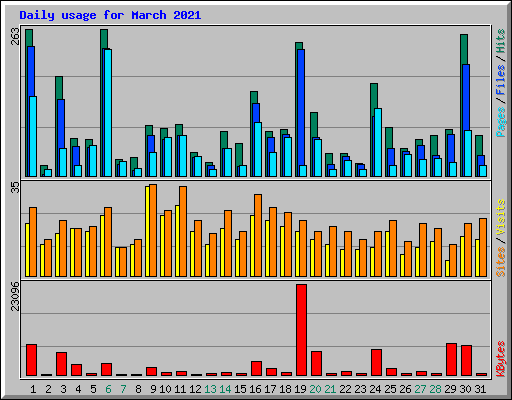 Daily usage for March 2021
263
Pages / Files / Hits
35
Sites / Visits
23096
KBytes
1 2 3 4 5 6 7 8 9 10 11 12 13 14 15 16 17 18 19 20 21 22 23 24 25 26 27 28 29 30 31